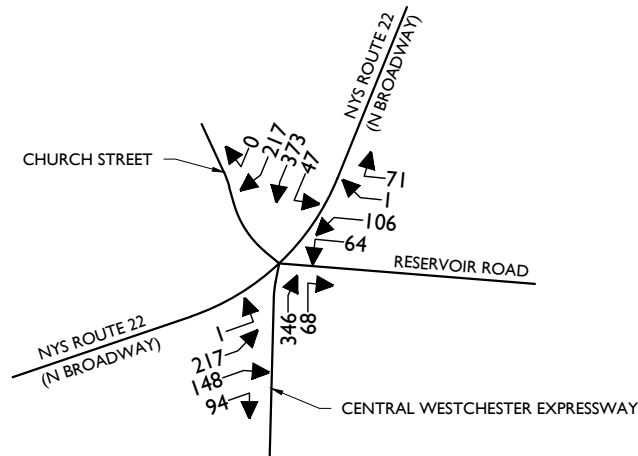 NYS ROUTE 22
(N BROADWAY)
CHURCH STREET
0
217
373
47
71
1
106
64
RESERVOIR ROAD
346
68
NYS ROUTE 22
(N BROADWAY)
1
217
148
94
CENTRAL WESTCHESTER EXPRESSWAY